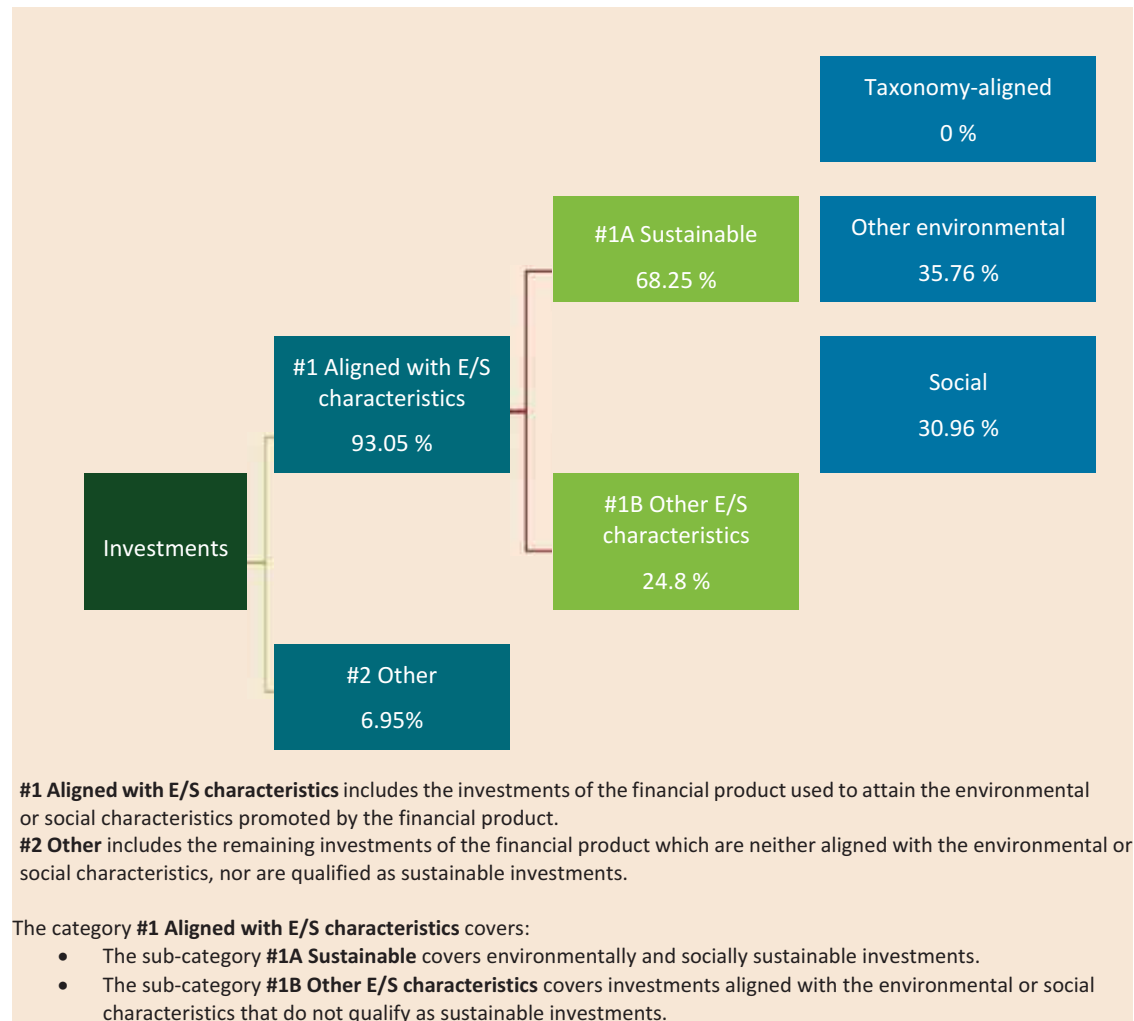 Taxonomy-aligned
0 %
#1A Sustainable
68.25 %
Other environmental
35.76 %
#1 Aligned with E/S
characteristics
93.05 %
Social
30.96 %
Investments
#1B Other E/S
characteristics
24.8 %
#2 Other
6.95%
#1 Aligned with E/S characteristics includes the investments of the financial product used to attain the environmental
or social characteristics promoted by the financial product.
#2 Other includes the remaining investments of the financial product which are neither aligned with the environmental or
social characteristics, nor are qualified as sustainable investments.
The category #1 Aligned with E/S characteristics covers:
• The sub-category #1A Sustainable covers environmentally and socially sustainable investments.
• The sub-category #1B Other E/S characteristics covers investments aligned with the environmental or social
characteristics that do not qualify as sustainable investments.